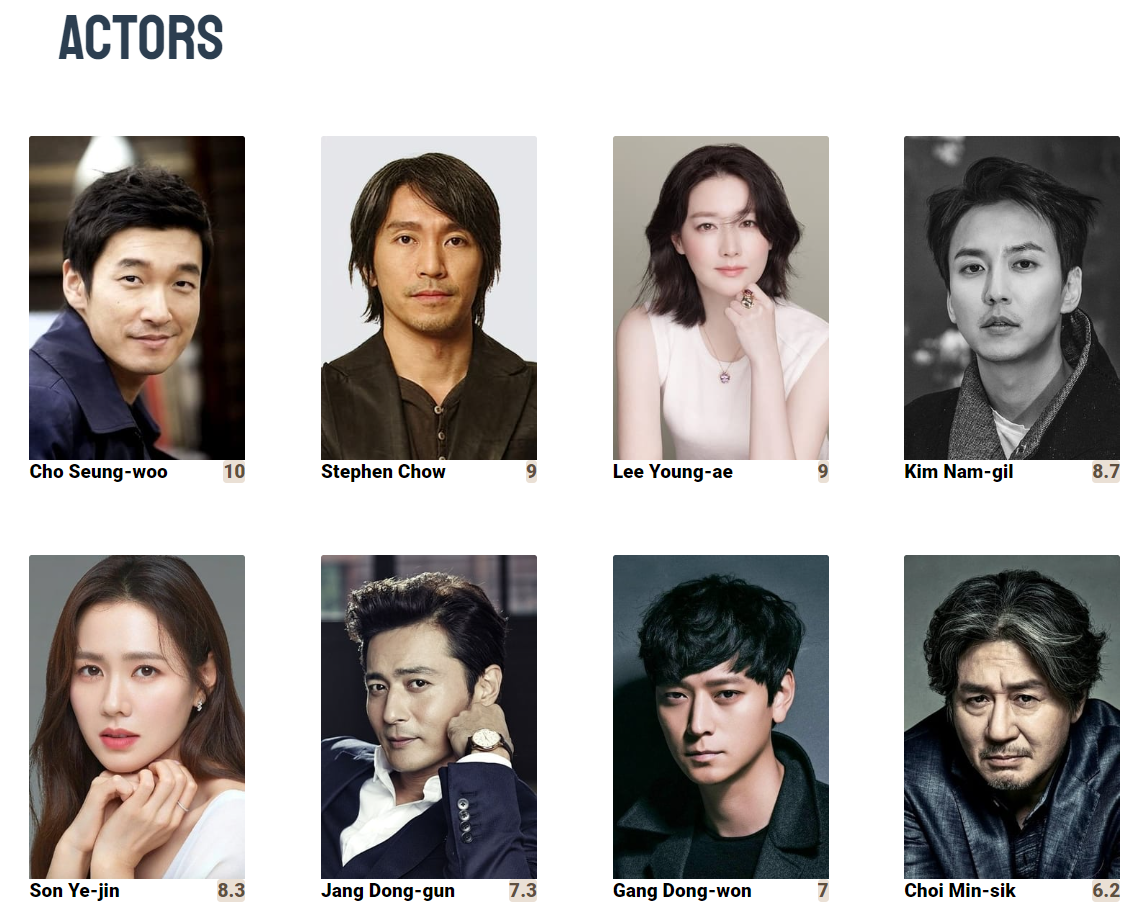 ACTORS
Cho Seung-woo 10
Stephen Chow 9
Lee Young-ae 9
Kim Nam-gil 8.7
Son Ye-jin 8.3
Jang Dong-gun 7.3
Gang Dong-won 7
Choi Min-sik 6.2